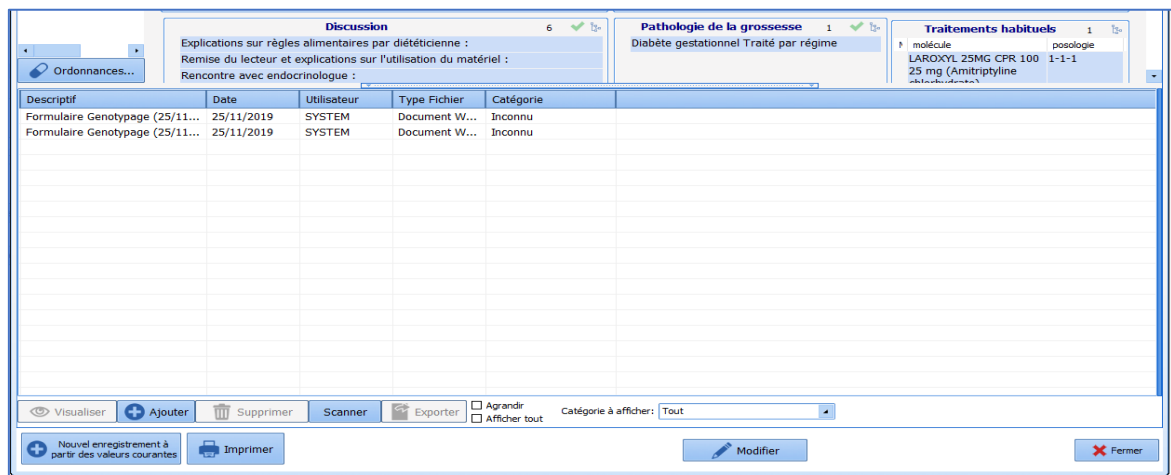 Discussion 6
Explications sur règles alimentaires par diététicienne :
Remise du lecteur et explications sur l'utilisation du matériel :
Rencontre avec endocrinologue :
Pathologie de la grossesse 1
Diabète gestationnel Traité par régime
Traitements habituels 1
molécule posologie
LAROXYL 25MG CPR 100 1-1-1
25 mg (Amitriptyline
chlorhydrate)
Ordonnances...
Descriptif Date Utilisateur Type Fichier Catégorie
Formulaire Genotypage (25/11... 25/11/2019 SYSTEM Document W... Inconnu
Formulaire Genotypage (25/11... 25/11/2019 SYSTEM Document W... Inconnu
Visualiser Ajouter Supprimer Scanner Exporter
Agrandir
Afficher tout
Catégorie à afficher: Tout
Nouvel enregistrement à
partir des valeurs courantes
Imprimer Modifier Fermer